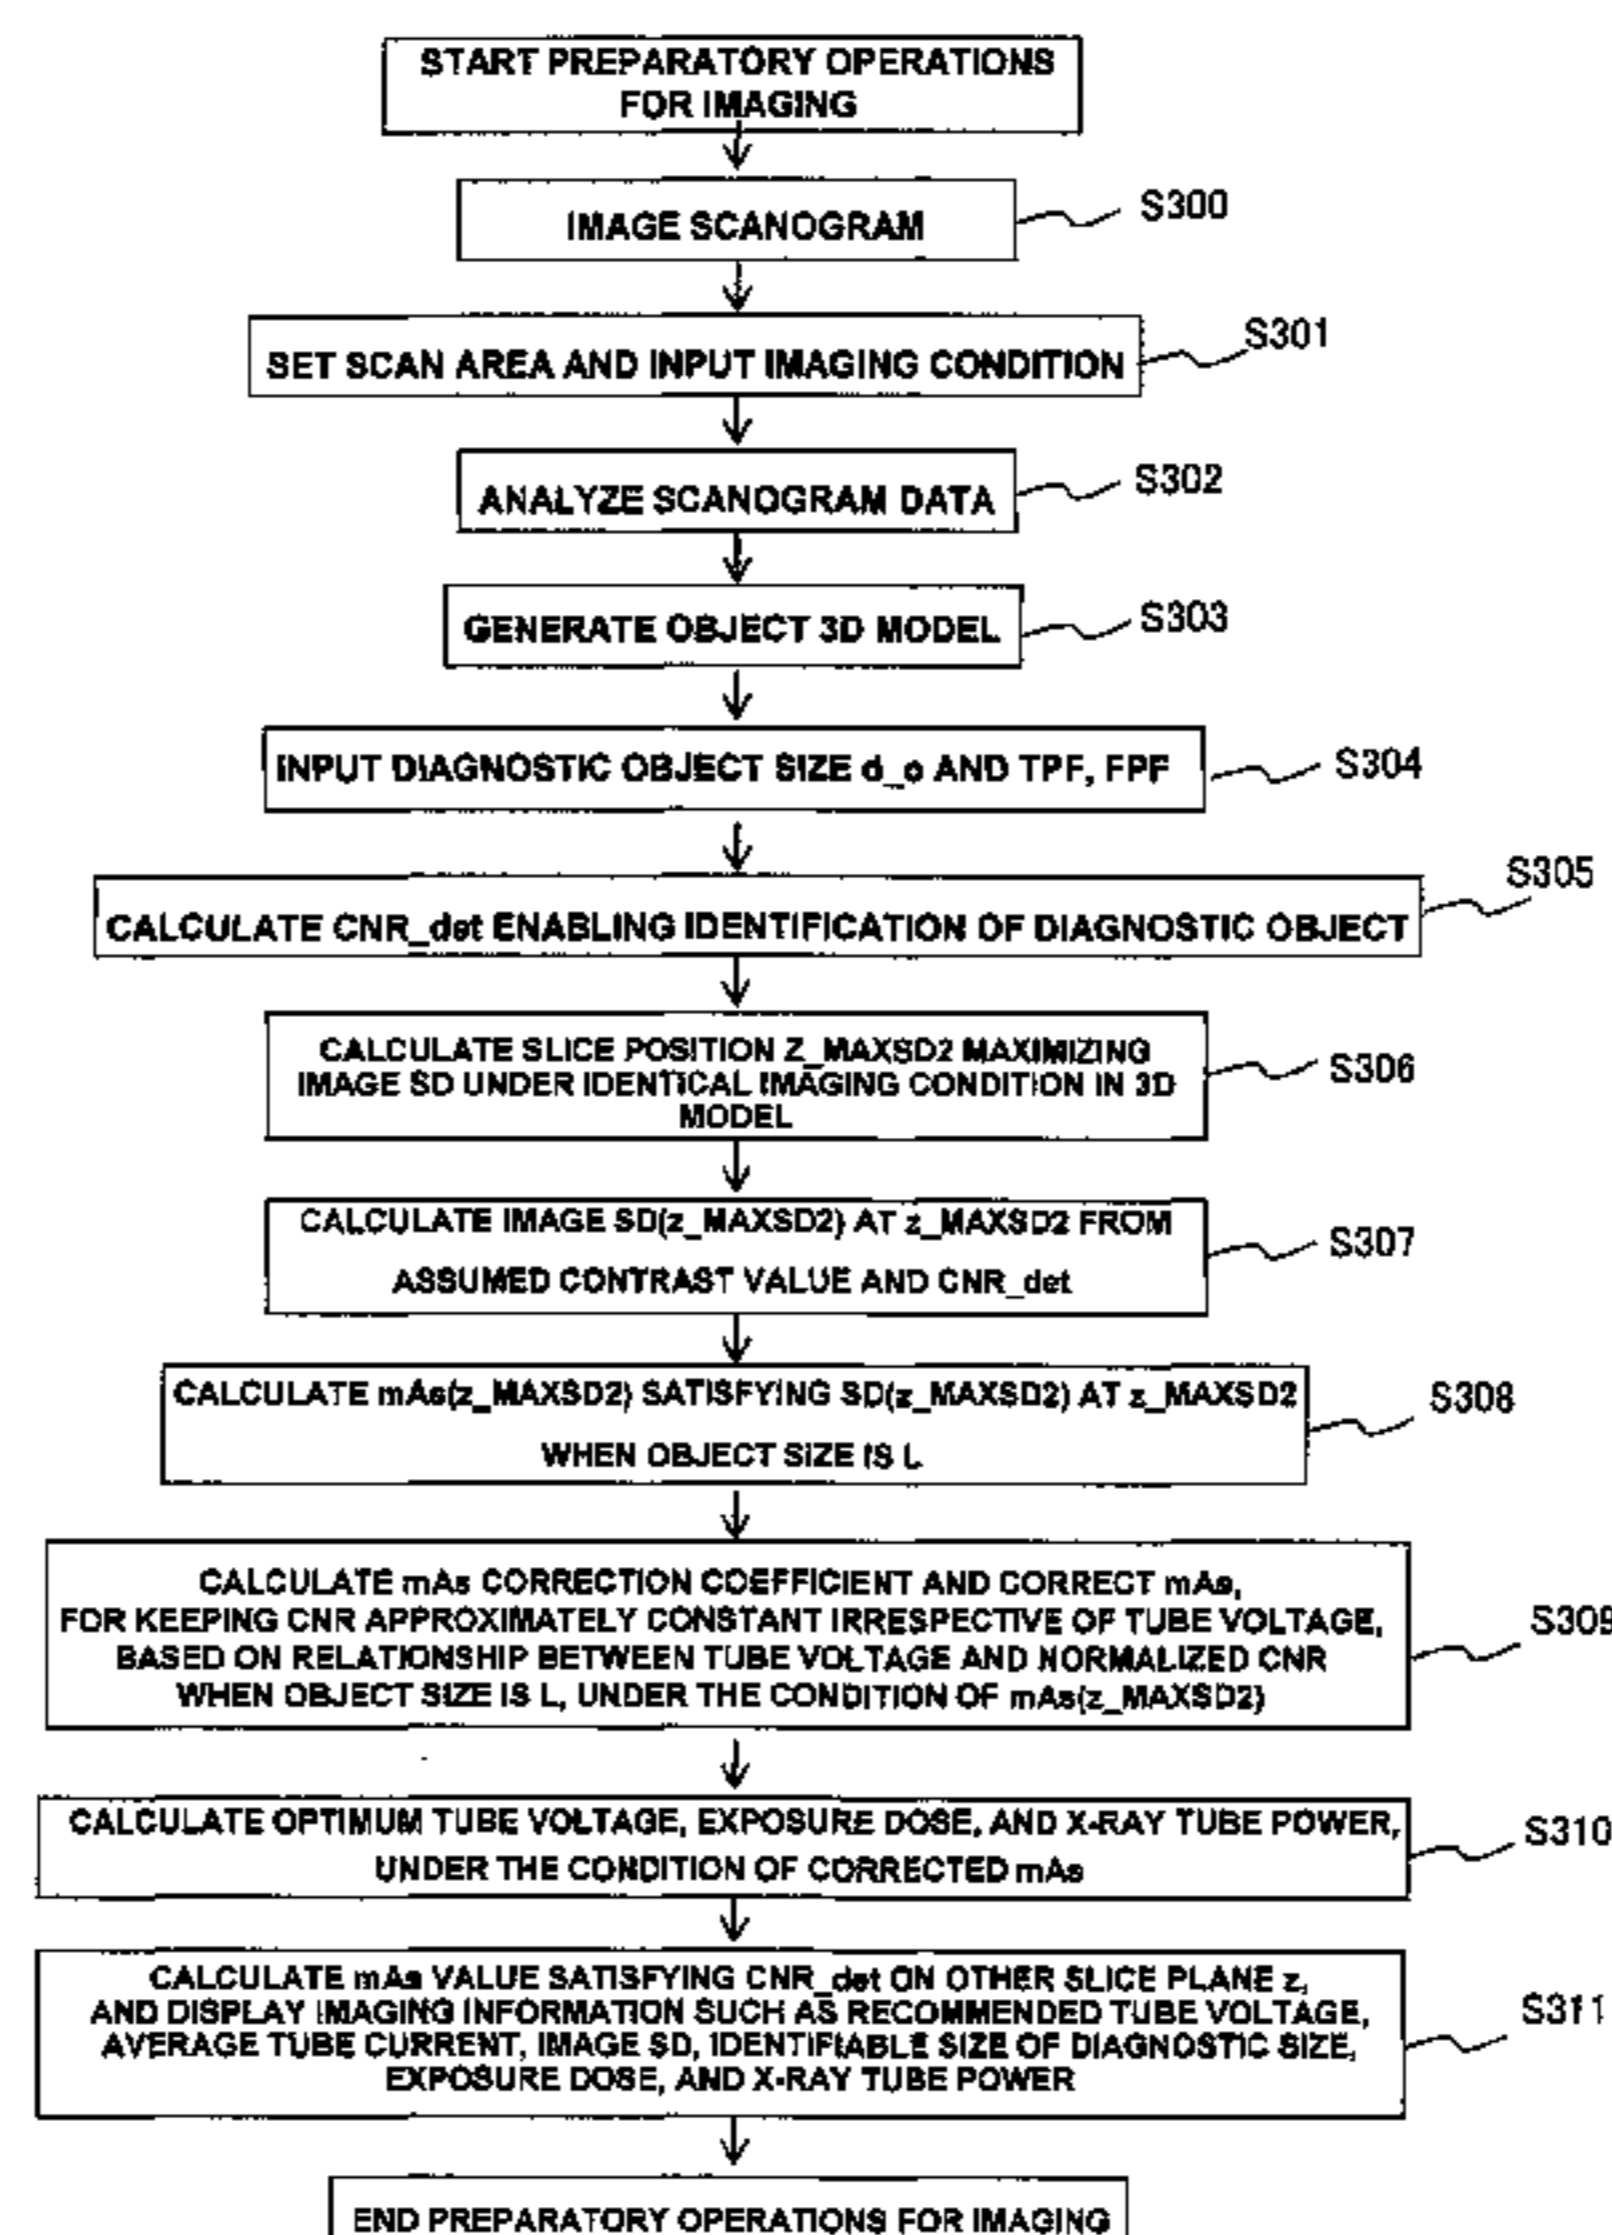 START PREPARATORY OPERATIONS
FOR IMAGING
IMAGE SCANOGRAM
S300
SET SCAN AREA AND INPUT IMAGING CONDITION
S301
ANALYZE SCANOGRAM DATA
S302
GENERATE OBJECT 3D MODEL
S303
INPUT DIAGNOSTIC OBJECT SIZE d_o AND TPF, FPF
S304
CALCULATE CNR_det ENABLING IDENTIFICATION OF DIAGNOSTIC OBJECT
S305
CALCULATE SLICE POSITION Z_MAXSD2 MAXIMIZING
IMAGE SD UNDER IDENTICAL IMAGING CONDITION IN 3D
MODEL
S306
CALCULATE IMAGE SD(z_MAXSD2) AT z_MAXSD2 FROM
ASSUMED CONTRAST VALUE AND CNR_det
S307
CALCULATE mAs(z_MAXSD2) SATISFYING SD(z_MAXSD2) AT z_MAXSD2
WHEN OBJECT SIZE IS L
S308
CALCULATE mAs CORRECTION COEFFICIENT AND CORRECT mAs,
FOR KEEPING CNR APPROXIMATELY CONSTANT IRRESPECTIVE OF TUBE VOLTAGE,
BASED ON RELATIONSHIP BETWEEN TUBE VOLTAGE AND NORMALIZED CNR
WHEN OBJECT SIZE IS L, UNDER THE CONDITION OF mAs(z_MAXSD2)
S309
CALCULATE OPTIMUM TUBE VOLTAGE, EXPOSURE DOSE, AND X-RAY TUBE POWER,
UNDER THE CONDITION OF CORRECTED mAs
S310
CALCULATE mAs VALUE SATISFYING CNR_det ON OTHER SLICE PLANE z,
AND DISPLAY IMAGING INFORMATION SUCH AS RECOMMENDED TUBE VOLTAGE,
AVERAGE TUBE CURRENT, IMAGE SD, IDENTIFIABLE SIZE OF DIAGNOSTIC SIZE,
EXPOSURE DOSE, AND X-RAY TUBE POWER
S311
END PREPARATORY OPERATIONS FOR IMAGING